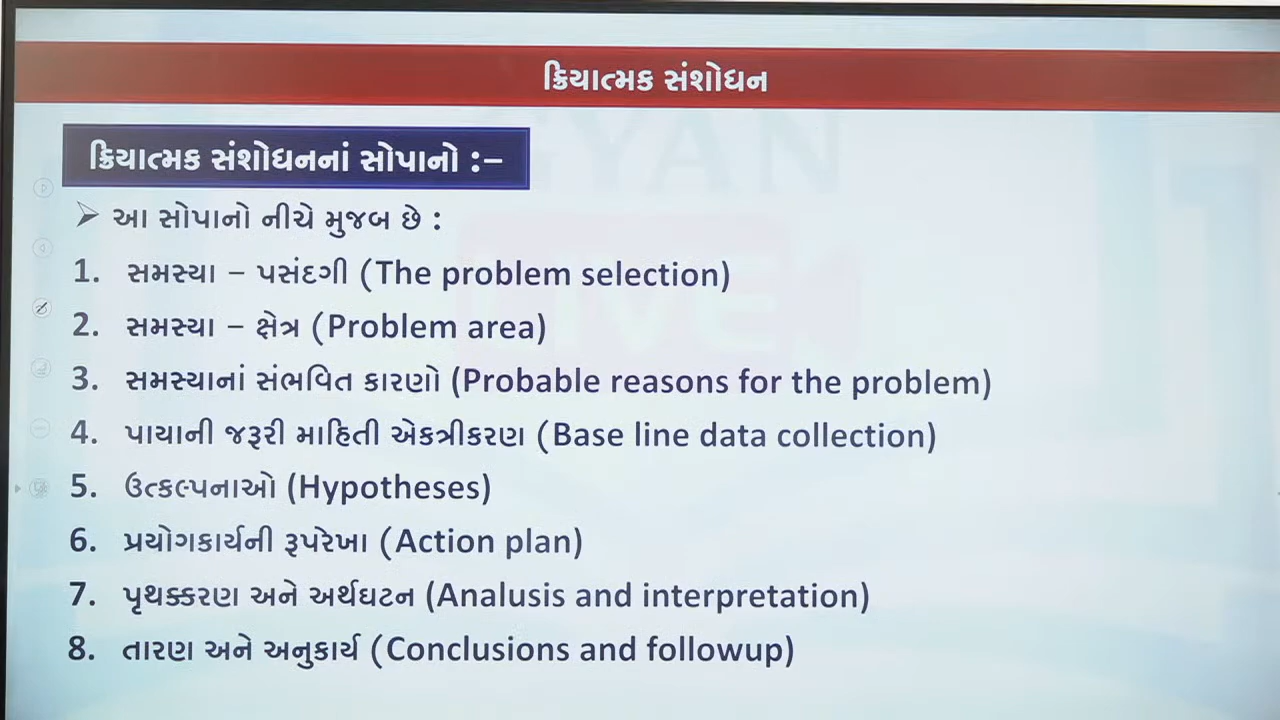 ક્રિયાત્મક સંશોધન
GYAN
LIVE
ક્રિયાત્મક સંશોધનનાં સોપાનો :–
➢ આ સોપાનો નીચે મુજબ છે :
1. સમસ્યા – પસંદગી (The problem selection)
2. સમસ્યા – ક્ષેત્ર (Problem area)
3. સમસ્યાનાં સંભવિત કારણો (Probable reasons for the problem)
4. પાયાની જરૂરી માહિતી એકત્રીકરણ (Base line data collection)
5. ઉત્કલ્પનાઓ (Hypotheses)
6. પ્રયોગકાર્યની રૂપરેખા (Action plan)
7. પૃથક્કરણ અને અર્થઘટન (Analusis and interpretation)
8. તારણ અને અનુકાર્ય (Conclusions and followup)